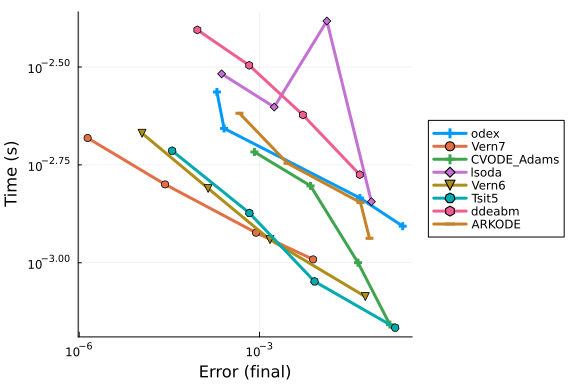 Time (s)
10⁻²·⁵⁰
10⁻²·⁷⁵
10⁻³·⁰⁰
10⁻⁶
10⁻³
Error (final)
odex
Vern7
CVODE_Adams
lsoda
Vern6
Tsit5
ddeabm
ARKODE